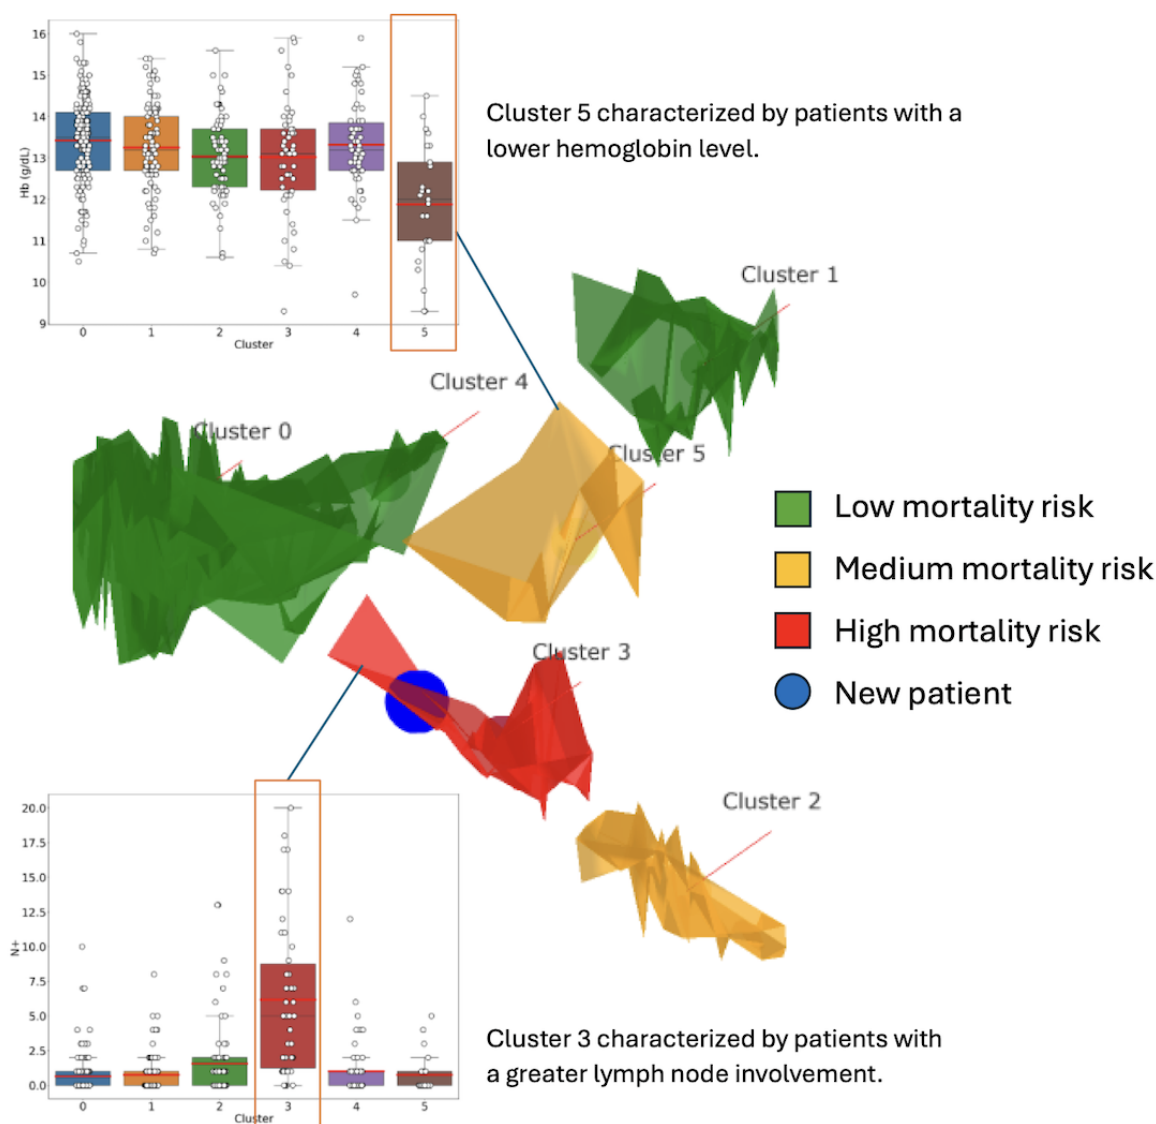 16
15
14
13
12
11
10
9
Hb (g/dL)
0 1 2 3 4 5
Cluster
Cluster 5 characterized by patients with a
lower hemoglobin level.
Cluster 1
Cluster 4
Cluster 0
Cluster 5
Low mortality risk
Medium mortality risk
High mortality risk
New patient
Cluster 3
Cluster 2
20.0
17.5
15.0
12.5
10.0
7.5
5.0
2.5
0.0
N+
0 1 2 3 4 5
Cluster
Cluster 3 characterized by patients with
a greater lymph node involvement.